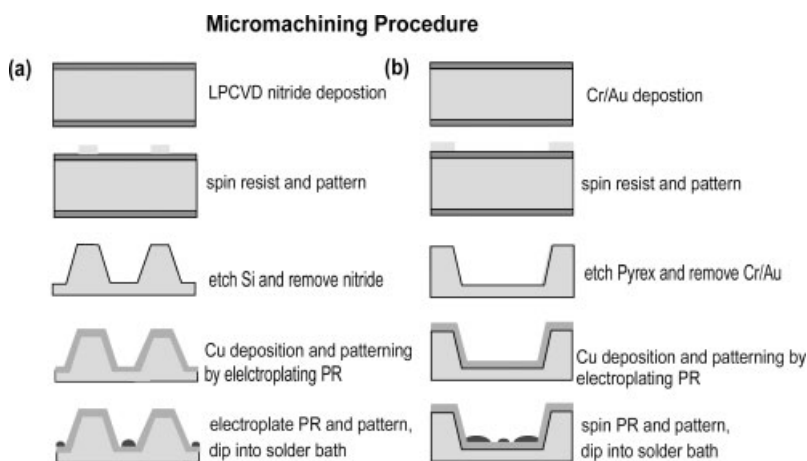 Micromachining Procedure
(a)
LPCVD nitride depostion
spin resist and pattern
etch Si and remove nitride
Cu deposition and patterning
by elelctroplating PR
electroplate PR and pattern,
dip into solder bath
(b)
Cr/Au depostion
spin resist and pattern
etch Pyrex and remove Cr/Au
Cu deposition and patterning by
electroplating PR
spin PR and pattern,
dip into solder bath